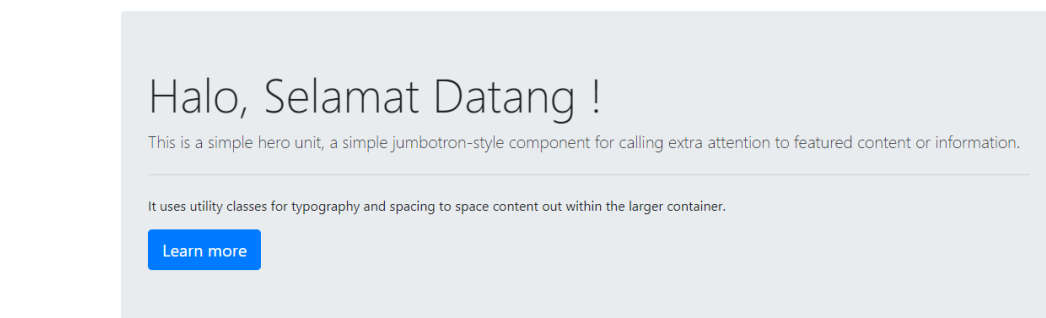 Halo, Selamat Datang !
This is a simple hero unit, a simple jumbotron-style component for calling extra attention to featured content or information.
It uses utility classes for typography and spacing to space content out within the larger container.
Learn more